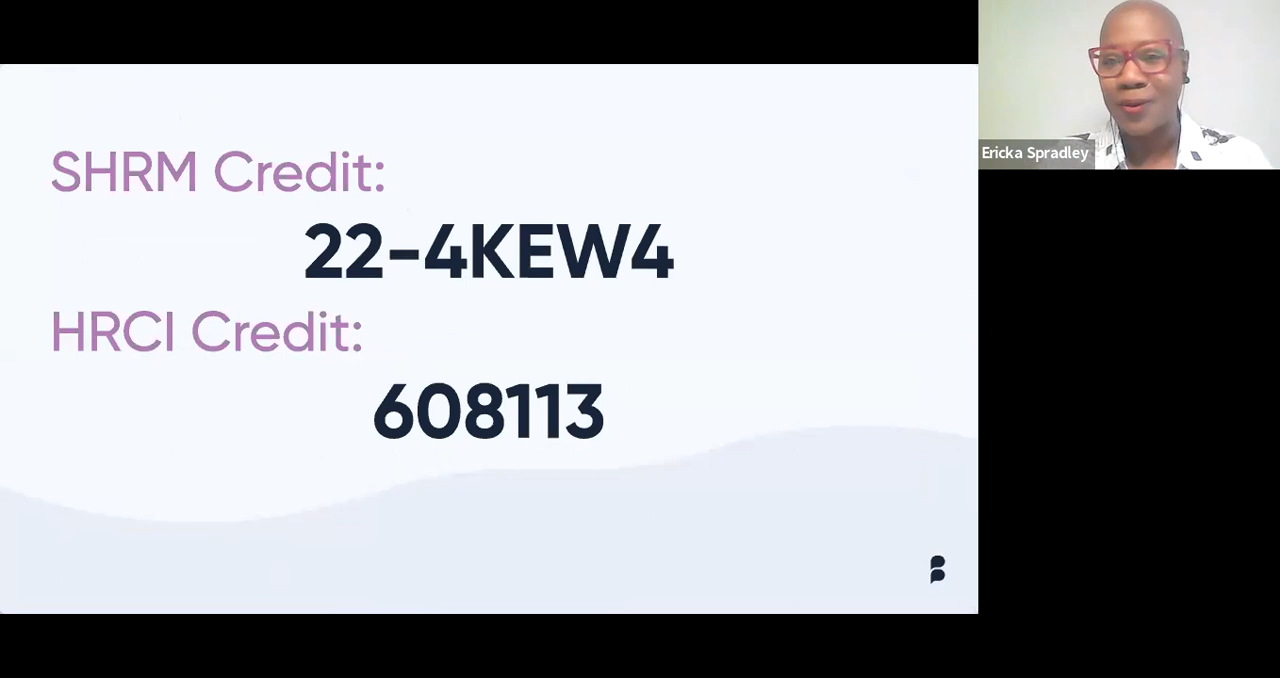 SHRM Credit:
22-4KEW4
HRCI Credit:
608113
Ericka Spradley